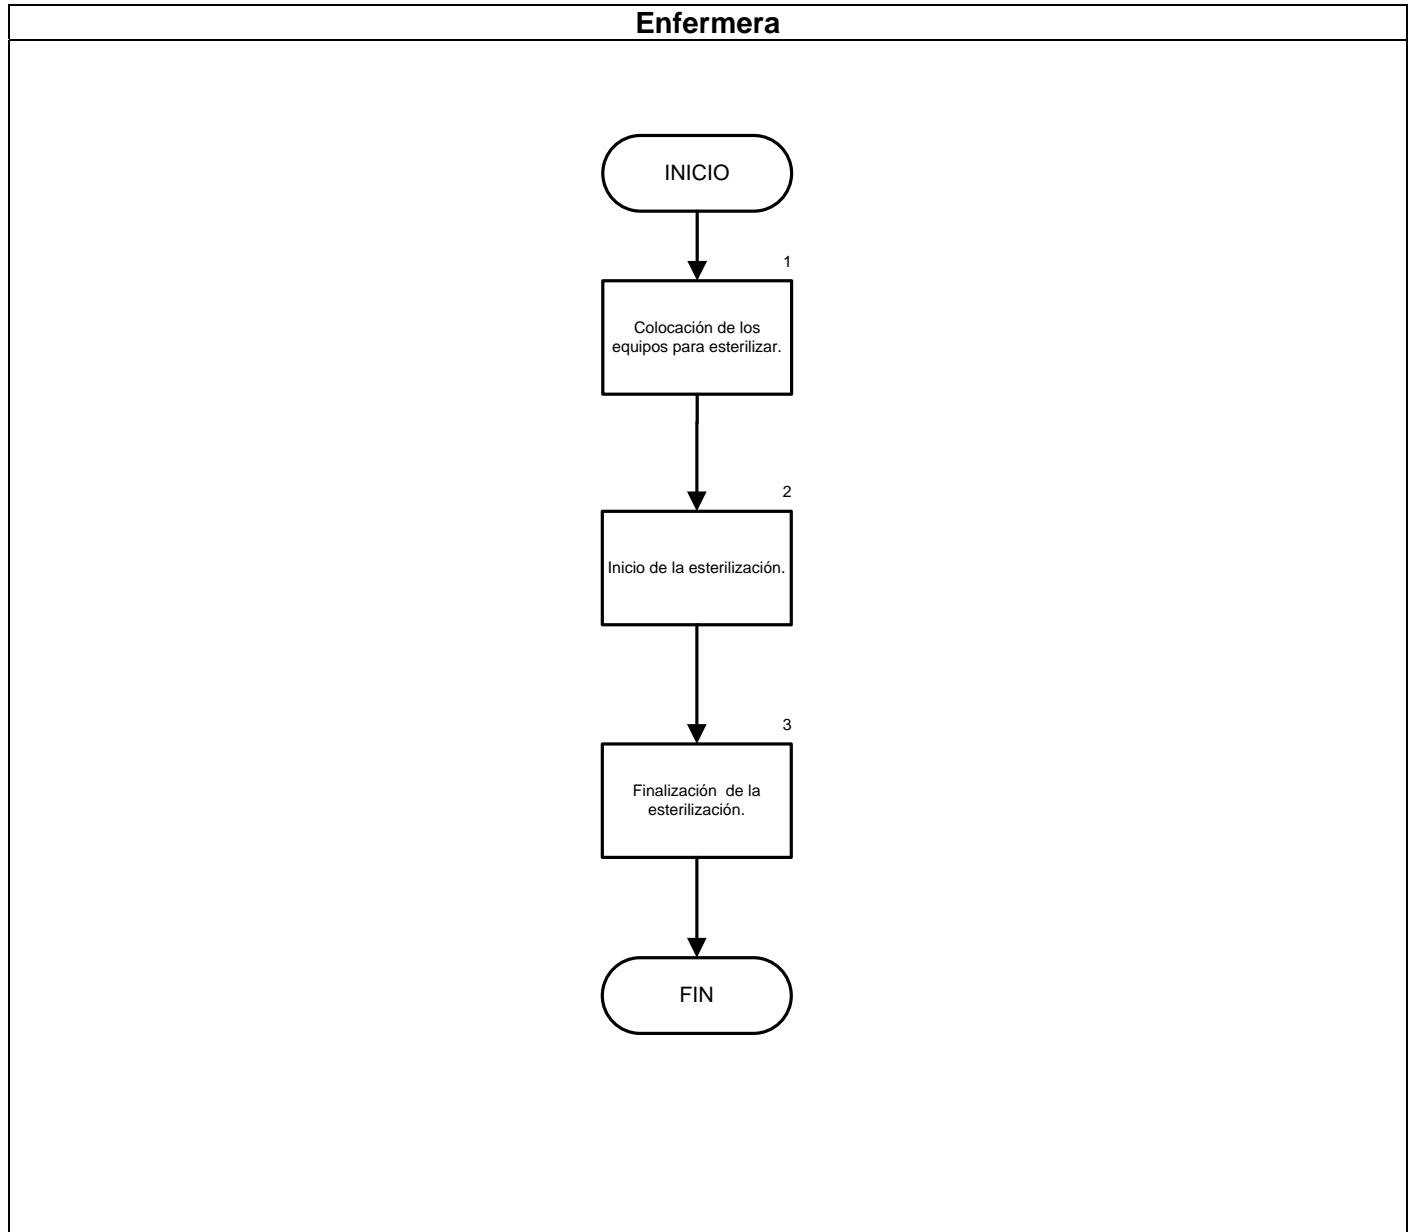 Enfermera
INICIO
1
Colocación de los
equipos para esterilizar.
2
Inicio de la esterilización.
3
Finalización  de la
esterilización.
FIN